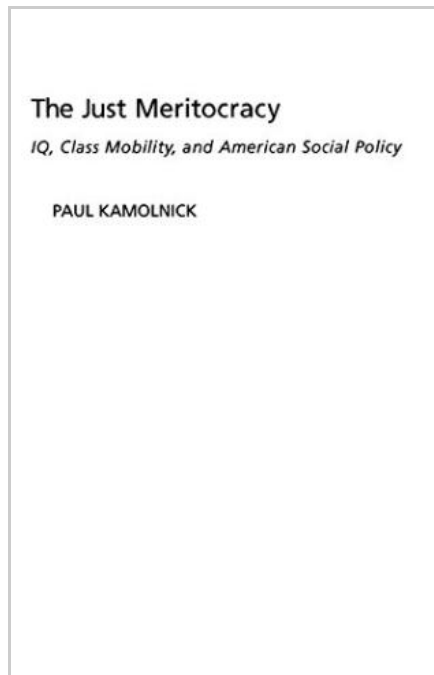 The Just Meritocracy
IQ, Class Mobility, and American Social Policy
PAUL KAMOLNICK